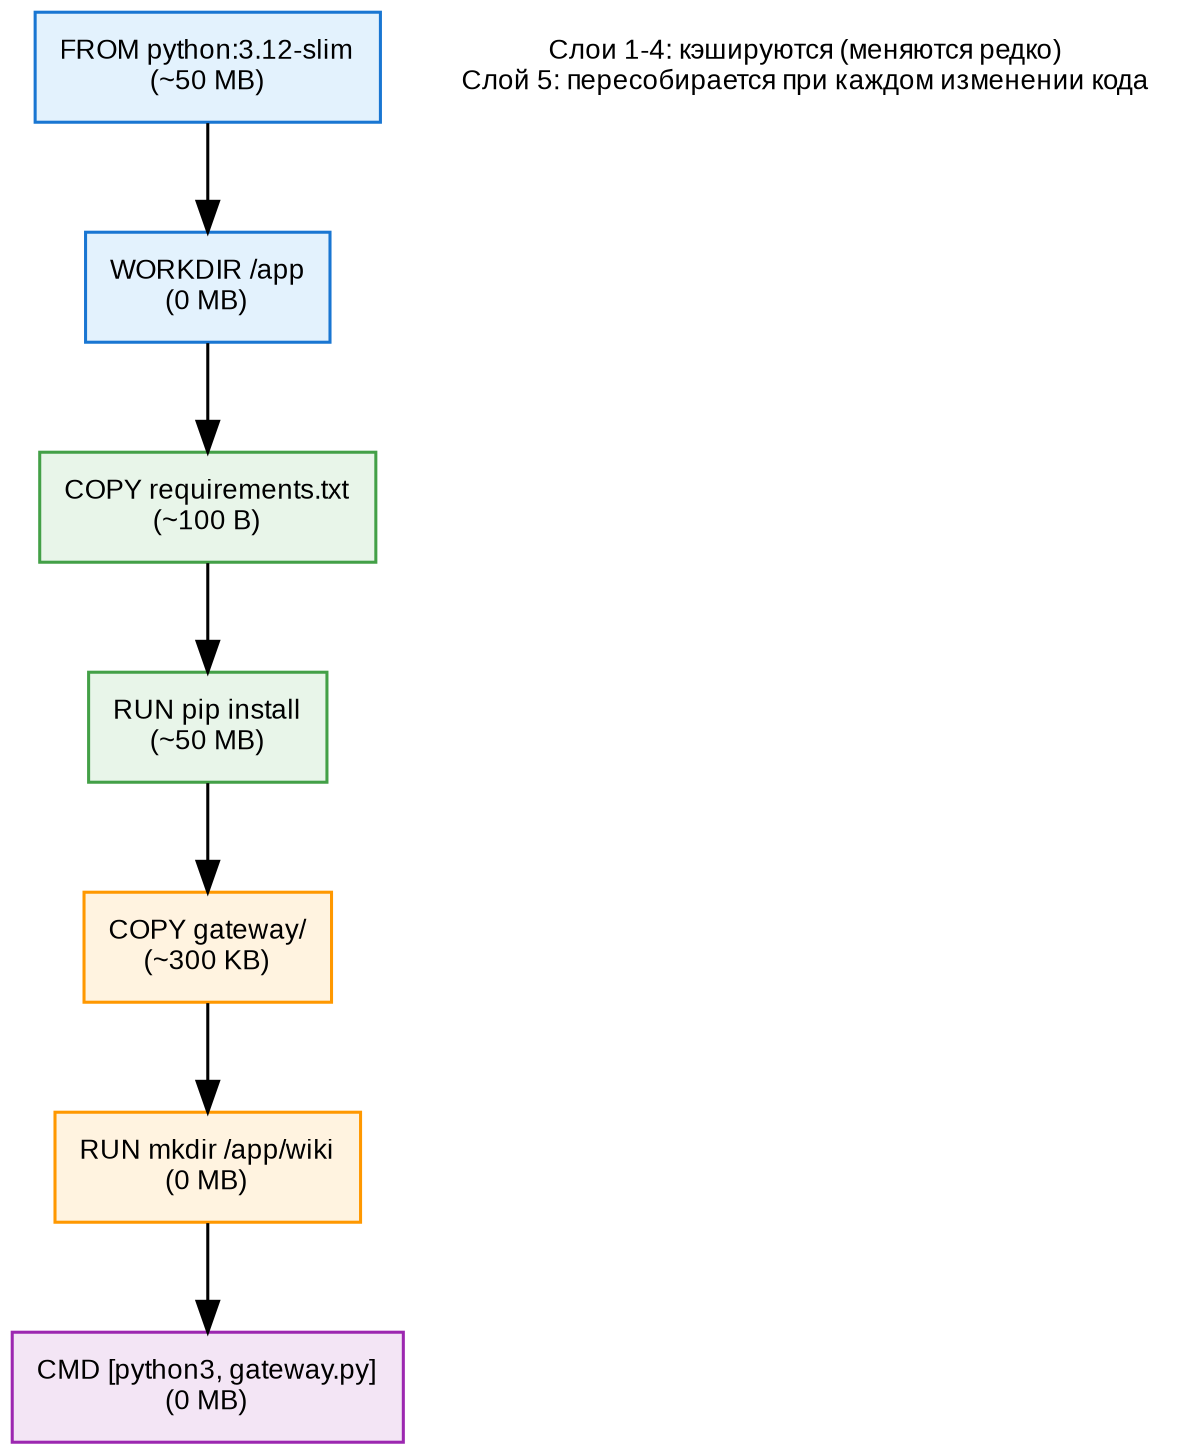 FROM python:3.12-slim
(~50 MB)
Слои 1-4: кэшируются (меняются редко)
Слой 5: пересобирается при каждом изменении кода
WORKDIR /app
(0 MB)
COPY requirements.txt
(~100 B)
RUN pip install
(~50 MB)
COPY gateway/
(~300 KB)
RUN mkdir /app/wiki
(0 MB)
CMD [python3, gateway.py]
(0 MB)